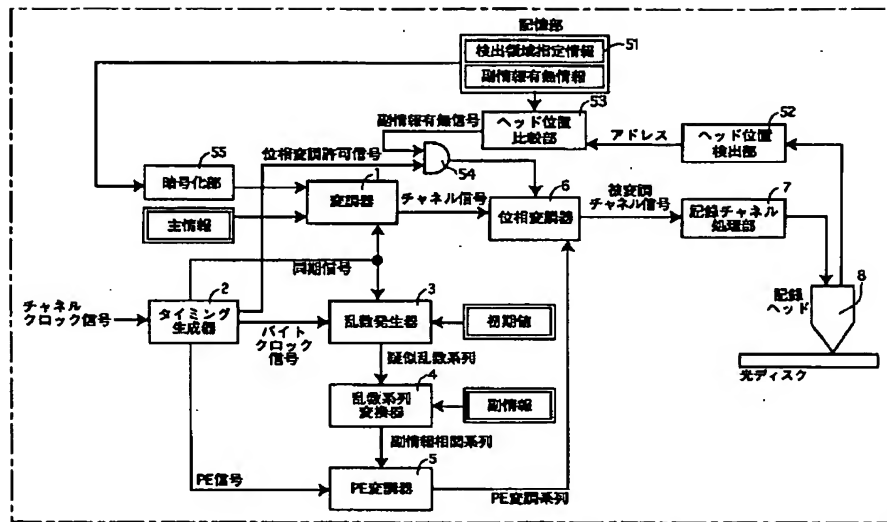 記憶部
51
検出領域指定情報
副情報有無情報
53
52
副情報有無信号
ヘッド位置
比較部
アドレス
ヘッド位置
検出部
位相変調許可信号
54
55
暗号化部
1
変調器
チャネル信号
6
位相変調器
被変調
チャネル信号
7
記録チャネル
処理部
主情報
同期信号
チャネル
クロック信号
2
タイミング
生成器
3
乱数発生器
初期値
バイト
クロック
信号
疑似乱数系列
記録
ヘッド
8
光ディスク
4
乱数系列
変換器
副情報
副情報相関系列
PE信号
5
PE変調器
PE変調系列